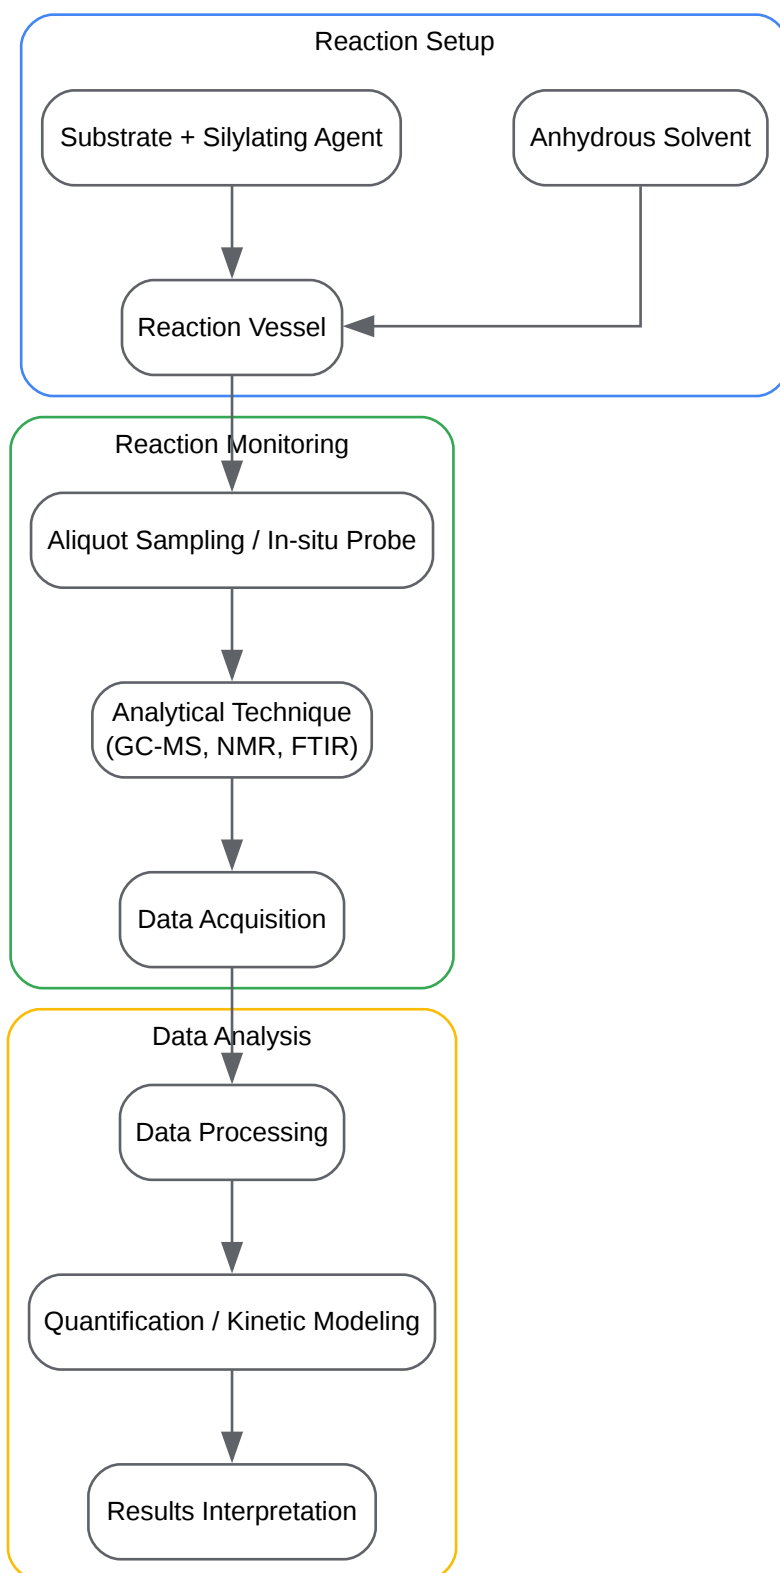 Reaction Setup
Substrate + Silylating Agent
Anhydrous Solvent
Reaction Vessel
Reaction Monitoring
Aliquot Sampling / In-situ Probe
Analytical Technique
(GC-MS, NMR, FTIR)
Data Acquisition
Data Analysis
Data Processing
Quantification / Kinetic Modeling
Results Interpretation